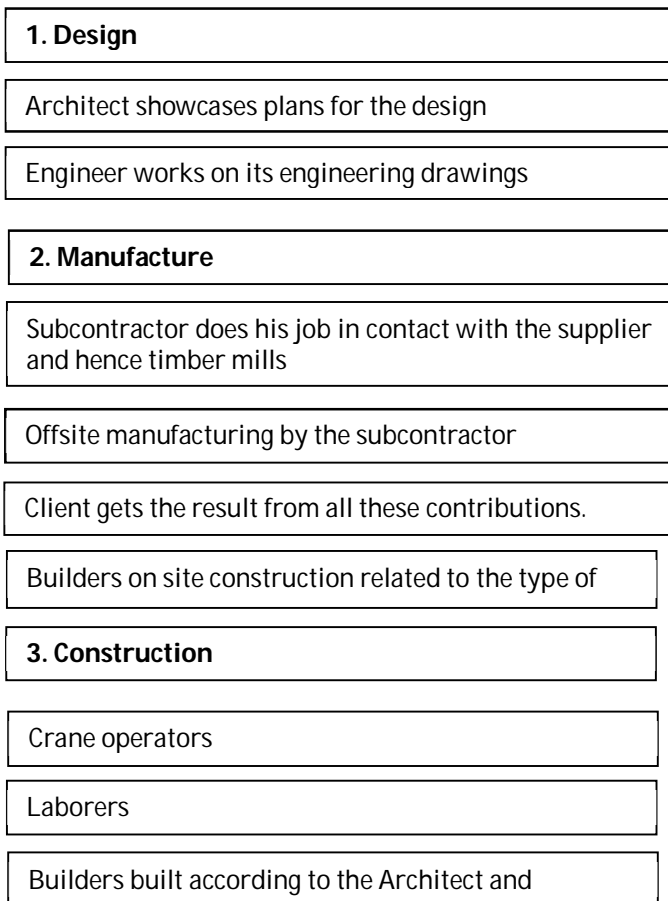 1. Design
Architect showcases plans for the design
Engineer works on its engineering drawings
2. Manufacture
Subcontractor does his job in contact with the supplier
and hence timber mills
Offsite manufacturing by the subcontractor
Client gets the result from all these contributions.
Builders on site construction related to the type of
3. Construction
Crane operators
Laborers
Builders built according to the Architect and